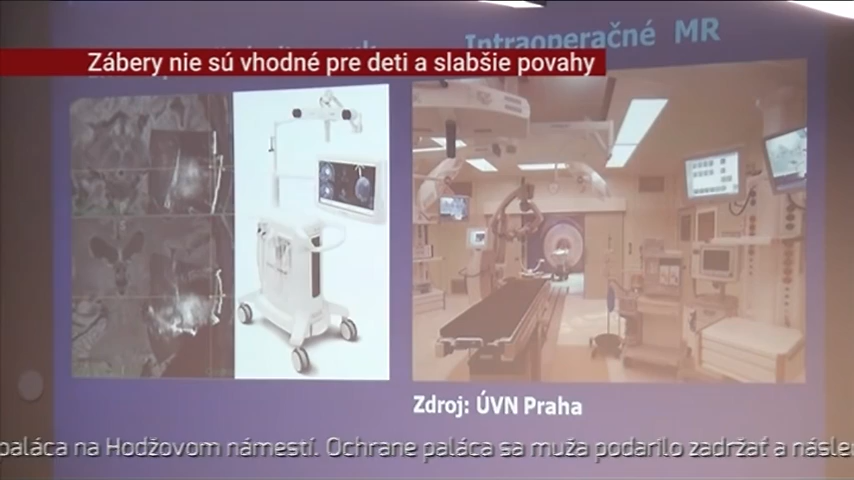 Intraoperačné MR
Zábery nie sú vhodné pre deti a slabšie povahy
Zdroj: ÚVN Praha
paláca na Hodžovom námestí. Ochrane paláca sa muža podarilo zadržať a násle